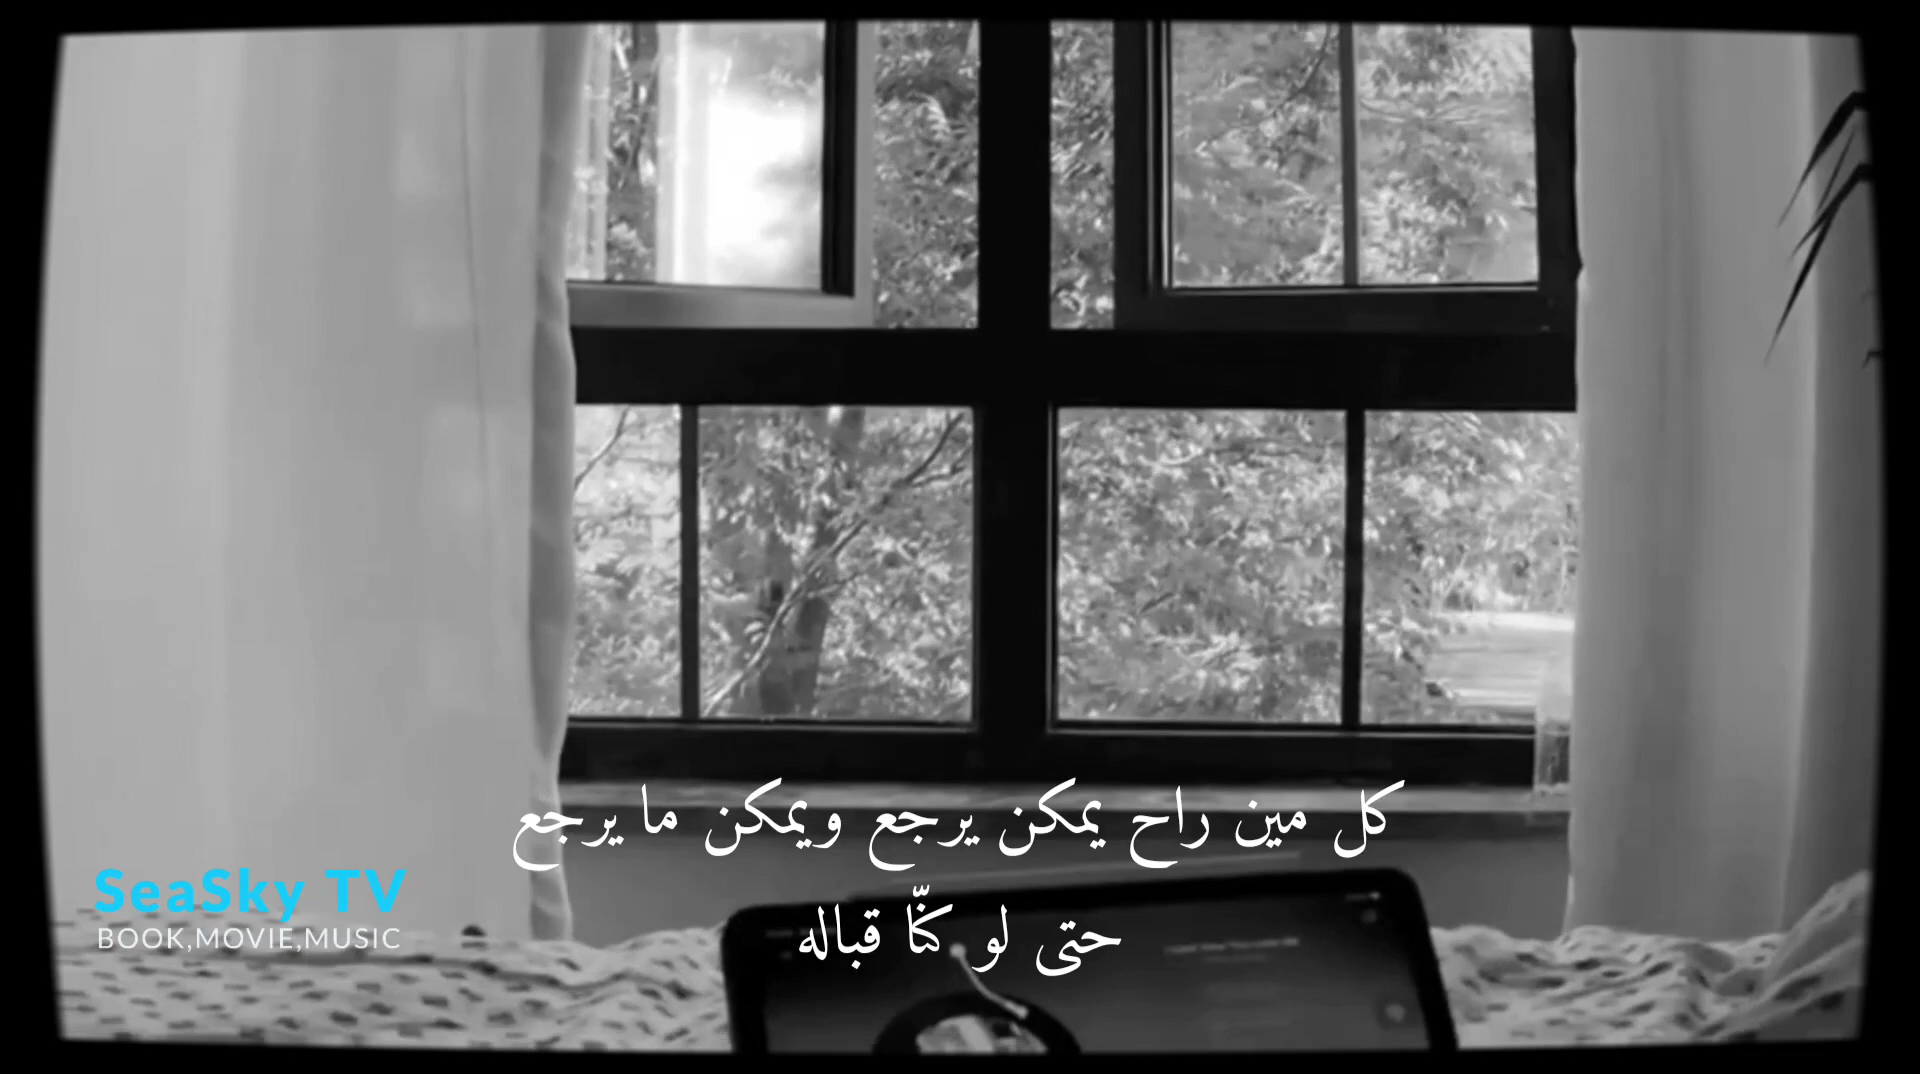 كل مين راح يمكن يرجع ويمكن ما يرجع
حتى لو كنّا قباله
SeaSky TV
BOOK,MOVIE,MUSIC